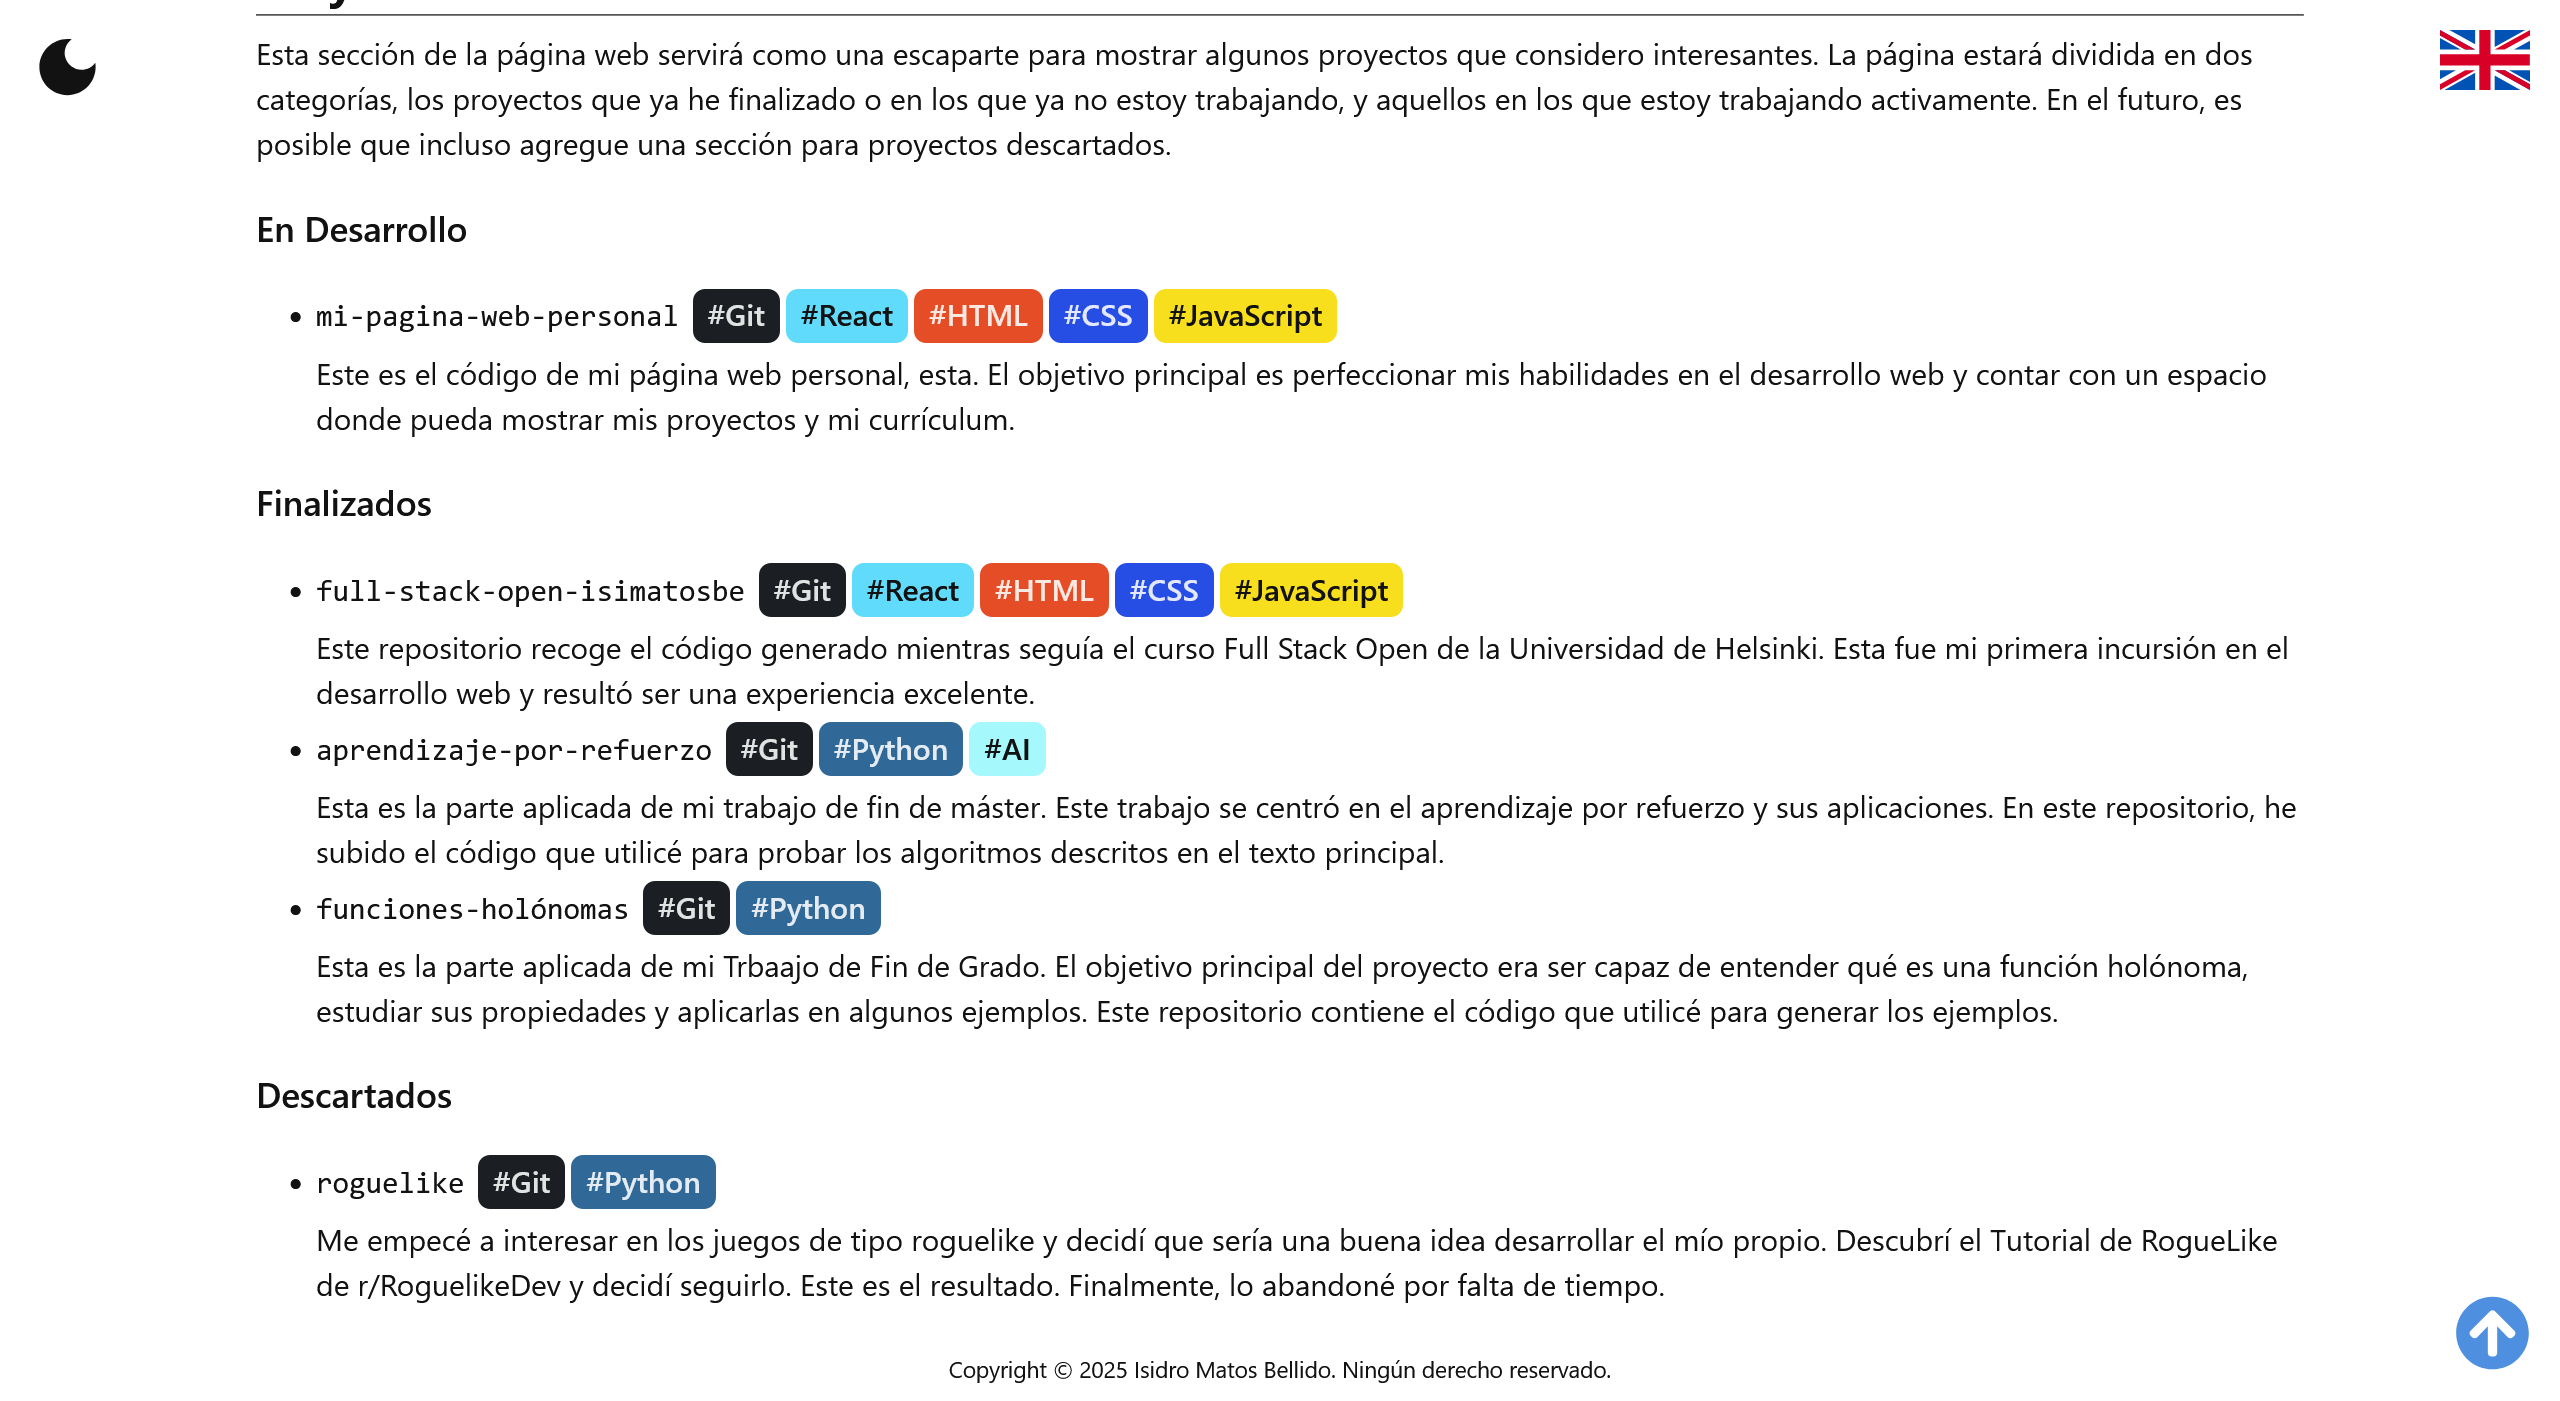 Esta sección de la página web servirá como una escaparte para mostrar algunos proyectos que considero interesantes. La página estará dividida en dos
categorías, los proyectos que ya he finalizado o en los que ya no estoy trabajando, y aquellos en los que estoy trabajando activamente. En el futuro, es
posible que incluso agregue una sección para proyectos descartados.
En Desarrollo
• mi-pagina-web-personal #Git #React #HTML #CSS #JavaScript
Este es el código de mi página web personal, esta. El objetivo principal es perfeccionar mis habilidades en el desarrollo web y contar con un espacio
donde pueda mostrar mis proyectos y mi currículum.
Finalizados
• full-stack-open-isimatosbe #Git #React #HTML #CSS #JavaScript
Este repositorio recoge el código generado mientras seguía el curso Full Stack Open de la Universidad de Helsinki. Esta fue mi primera incursión en el
desarrollo web y resultó ser una experiencia excelente.
• aprendizaje-por-refuerzo #Git #Python #AI
Esta es la parte aplicada de mi trabajo de fin de máster. Este trabajo se centró en el aprendizaje por refuerzo y sus aplicaciones. En este repositorio, he
subido el código que utilicé para probar los algoritmos descritos en el texto principal.
• funciones-holónomas #Git #Python
Esta es la parte aplicada de mi Trbaajo de Fin de Grado. El objetivo principal del proyecto era ser capaz de entender qué es una función holónoma,
estudiar sus propiedades y aplicarlas en algunos ejemplos. Este repositorio contiene el código que utilicé para generar los ejemplos.
Descartados
• roguelike #Git #Python
Me empecé a interesar en los juegos de tipo roguelike y decidí que sería una buena idea desarrollar el mío propio. Descubrí el Tutorial de RogueLike
de r/RoguelikeDev y decidí seguirlo. Este es el resultado. Finalmente, lo abandoné por falta de tiempo.
Copyright © 2025 Isidro Matos Bellido. Ningún derecho reservado.